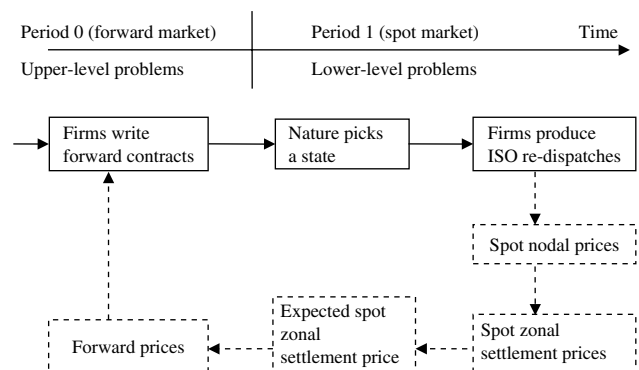 Period 0 (forward market)
Period 1 (spot market)
Time
Upper-level problems
Lower-level problems
Firms write
forward contracts
Nature picks
a state
Firms produce
ISO re-dispatches
Spot nodal prices
Spot zonal
settlement prices
Expected spot
zonal
settlement price
Forward prices